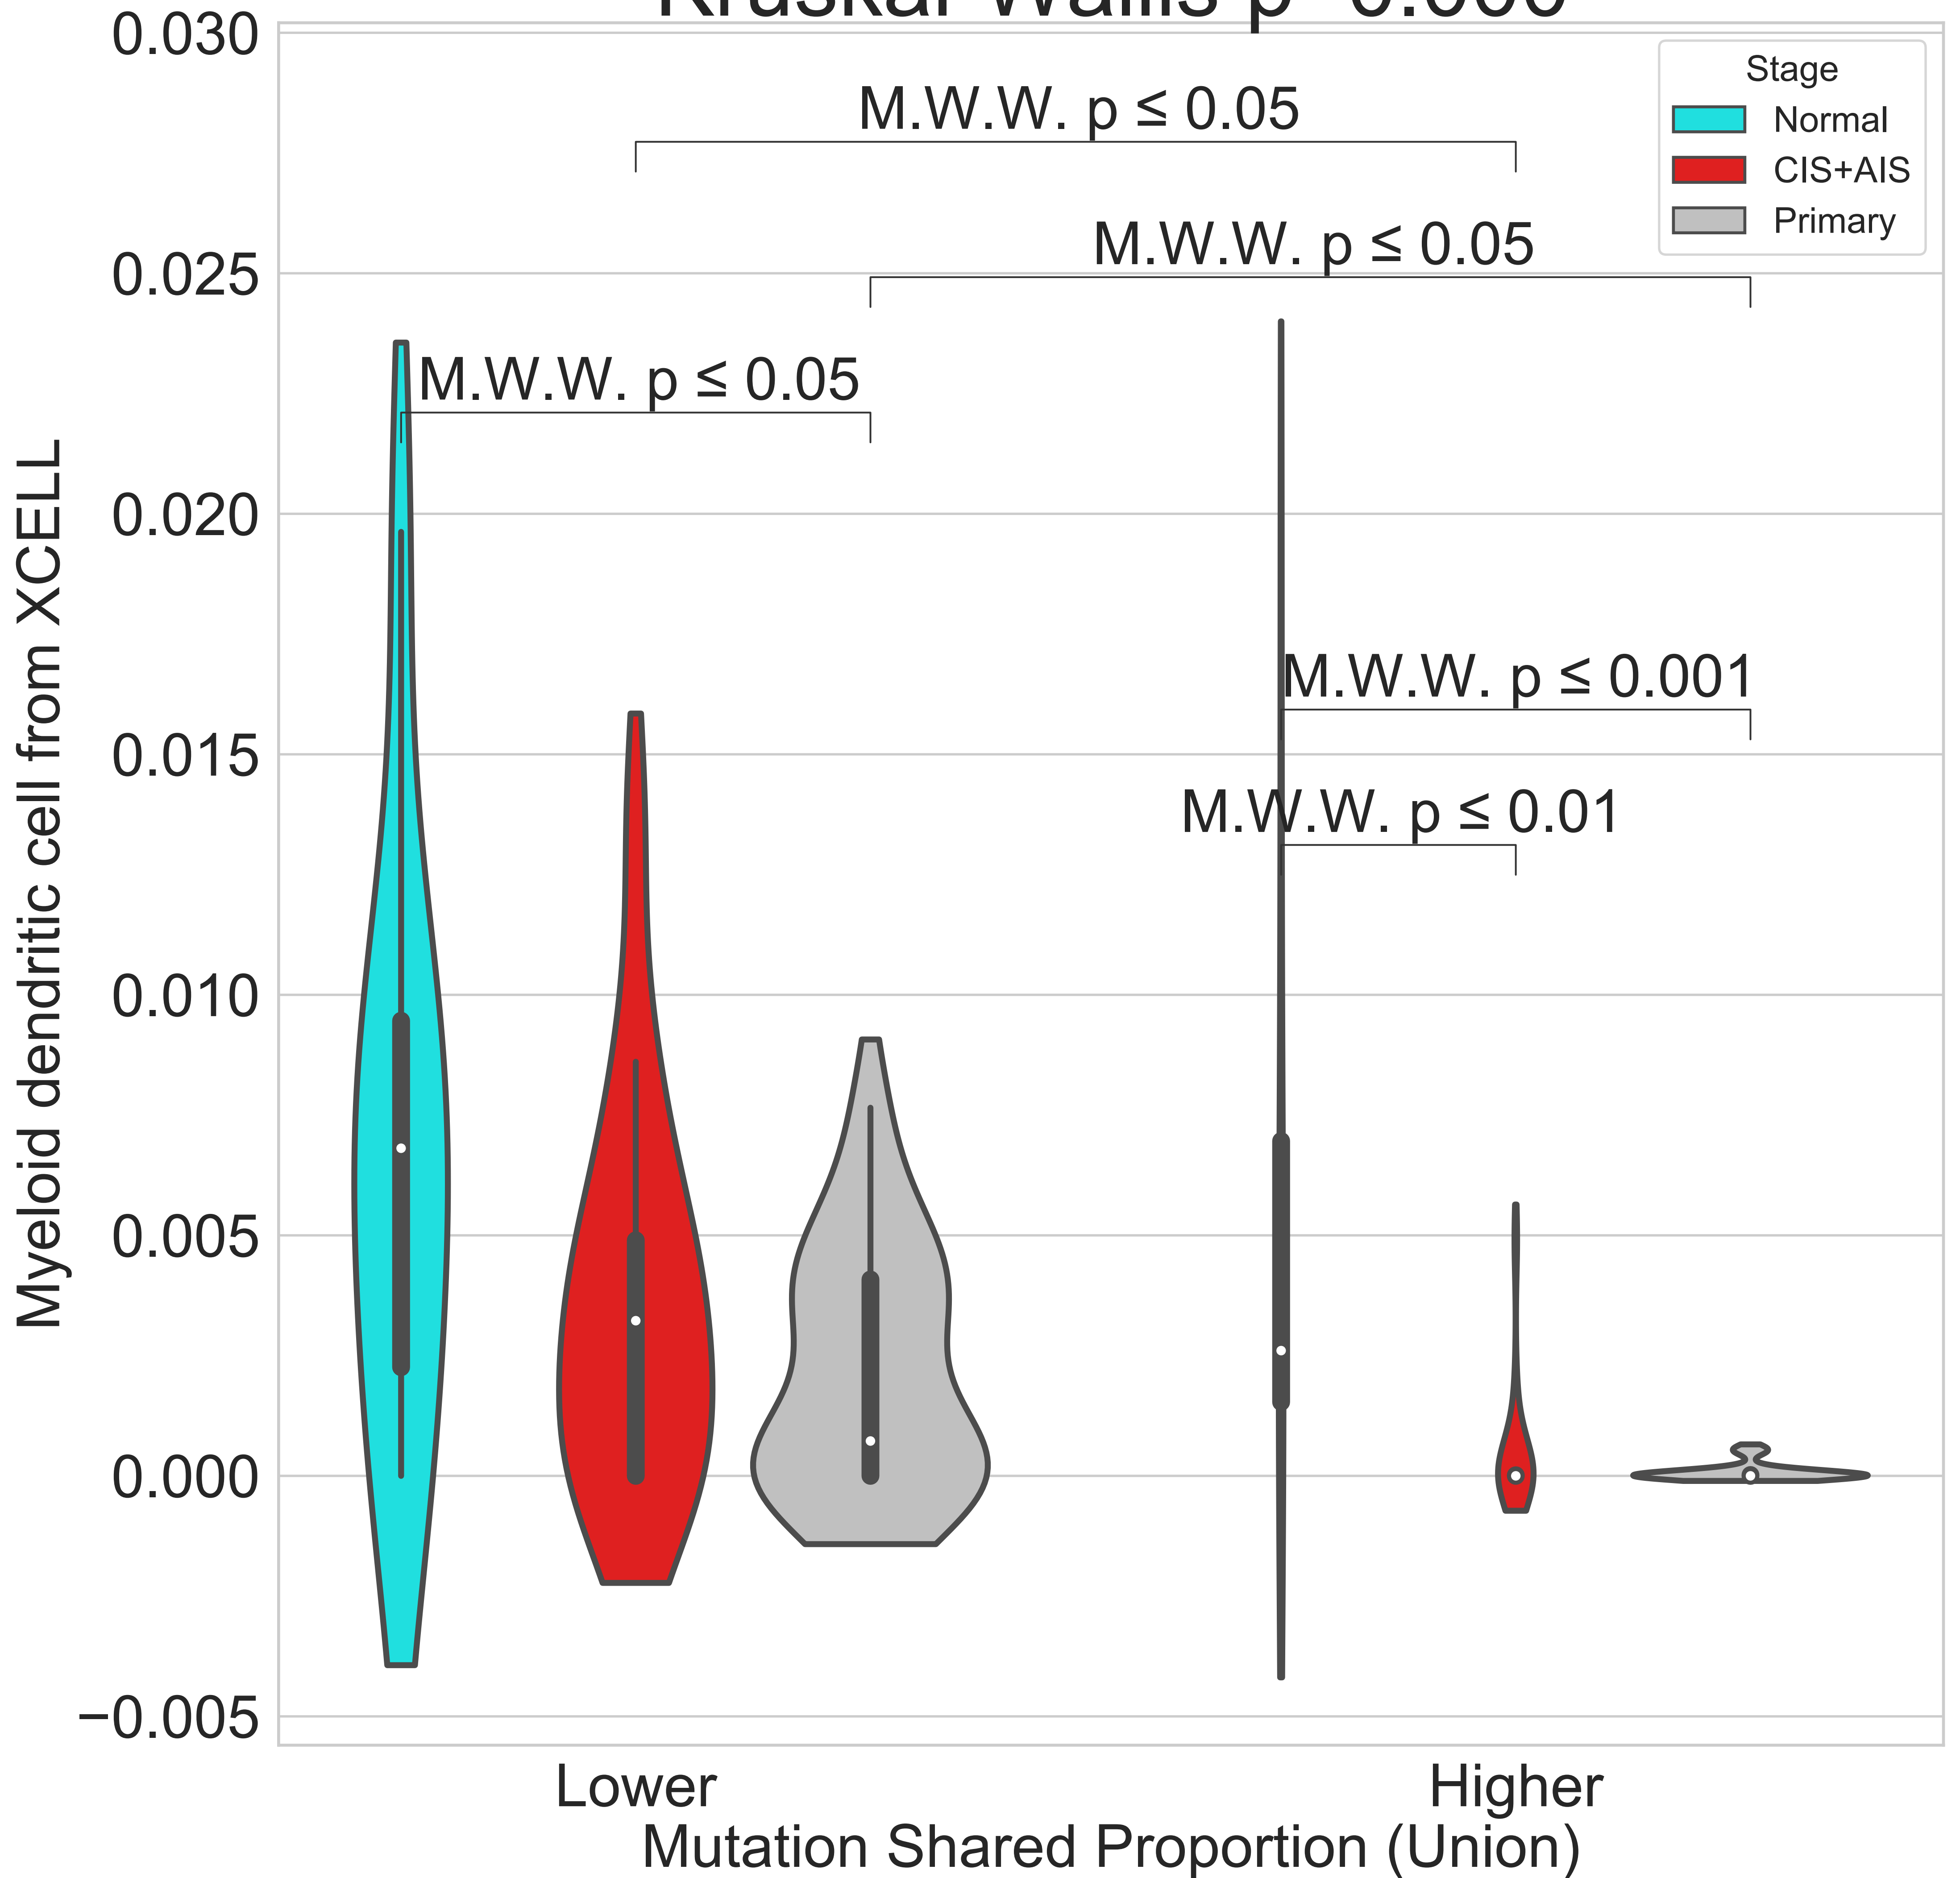 Kruskal-Wallis p
0.030
M.W.W. p ≤ 0.05
Stage
Normal
CIS+AIS
Primary
M.W.W. p ≤ 0.05
0.025
M.W.W. p ≤ 0.05
0.020
M.W.W. p ≤ 0.001
0.015
M.W.W. p ≤ 0.01
0.010
0.005
0.000
−0.005
Myeloid dendritic cell from XCELL
Lower
Higher
Mutation Shared Proportion (Union)